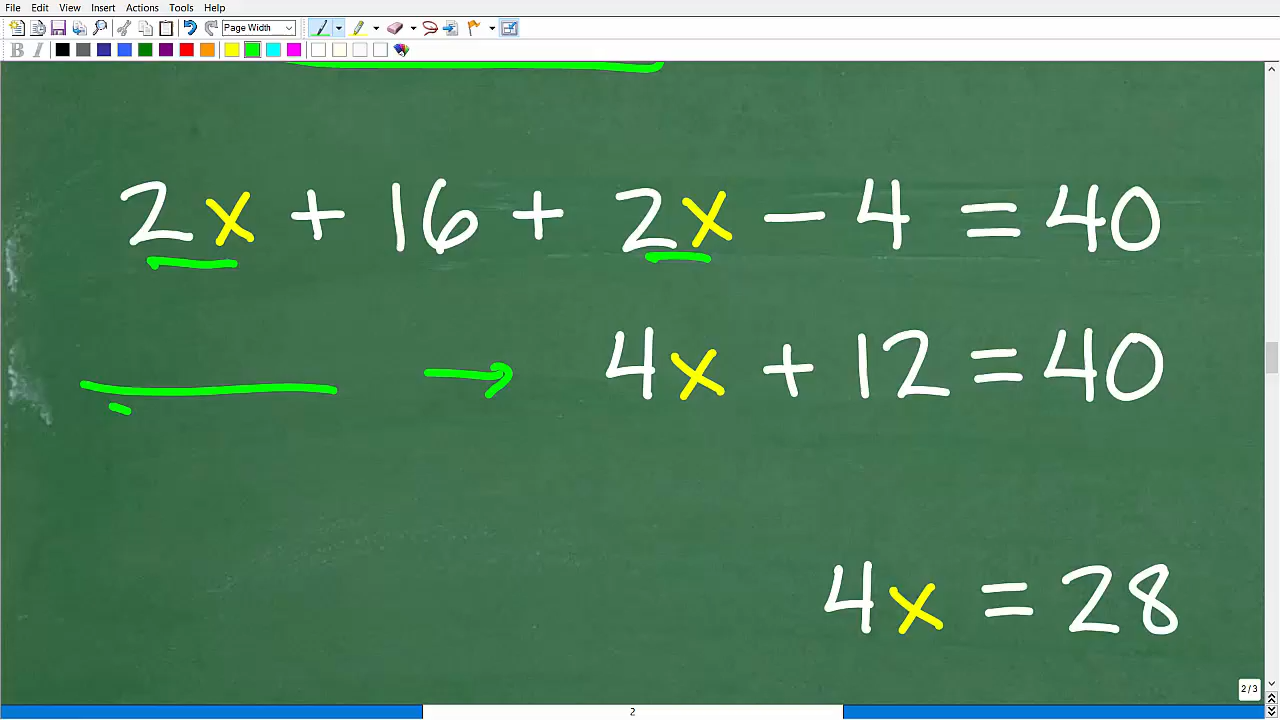 File Edit View Insert Actions Tools Help
Page Width
B I
2x + 16 + 2x - 4 = 40
4x + 12 = 40
4x = 28
2/3
2